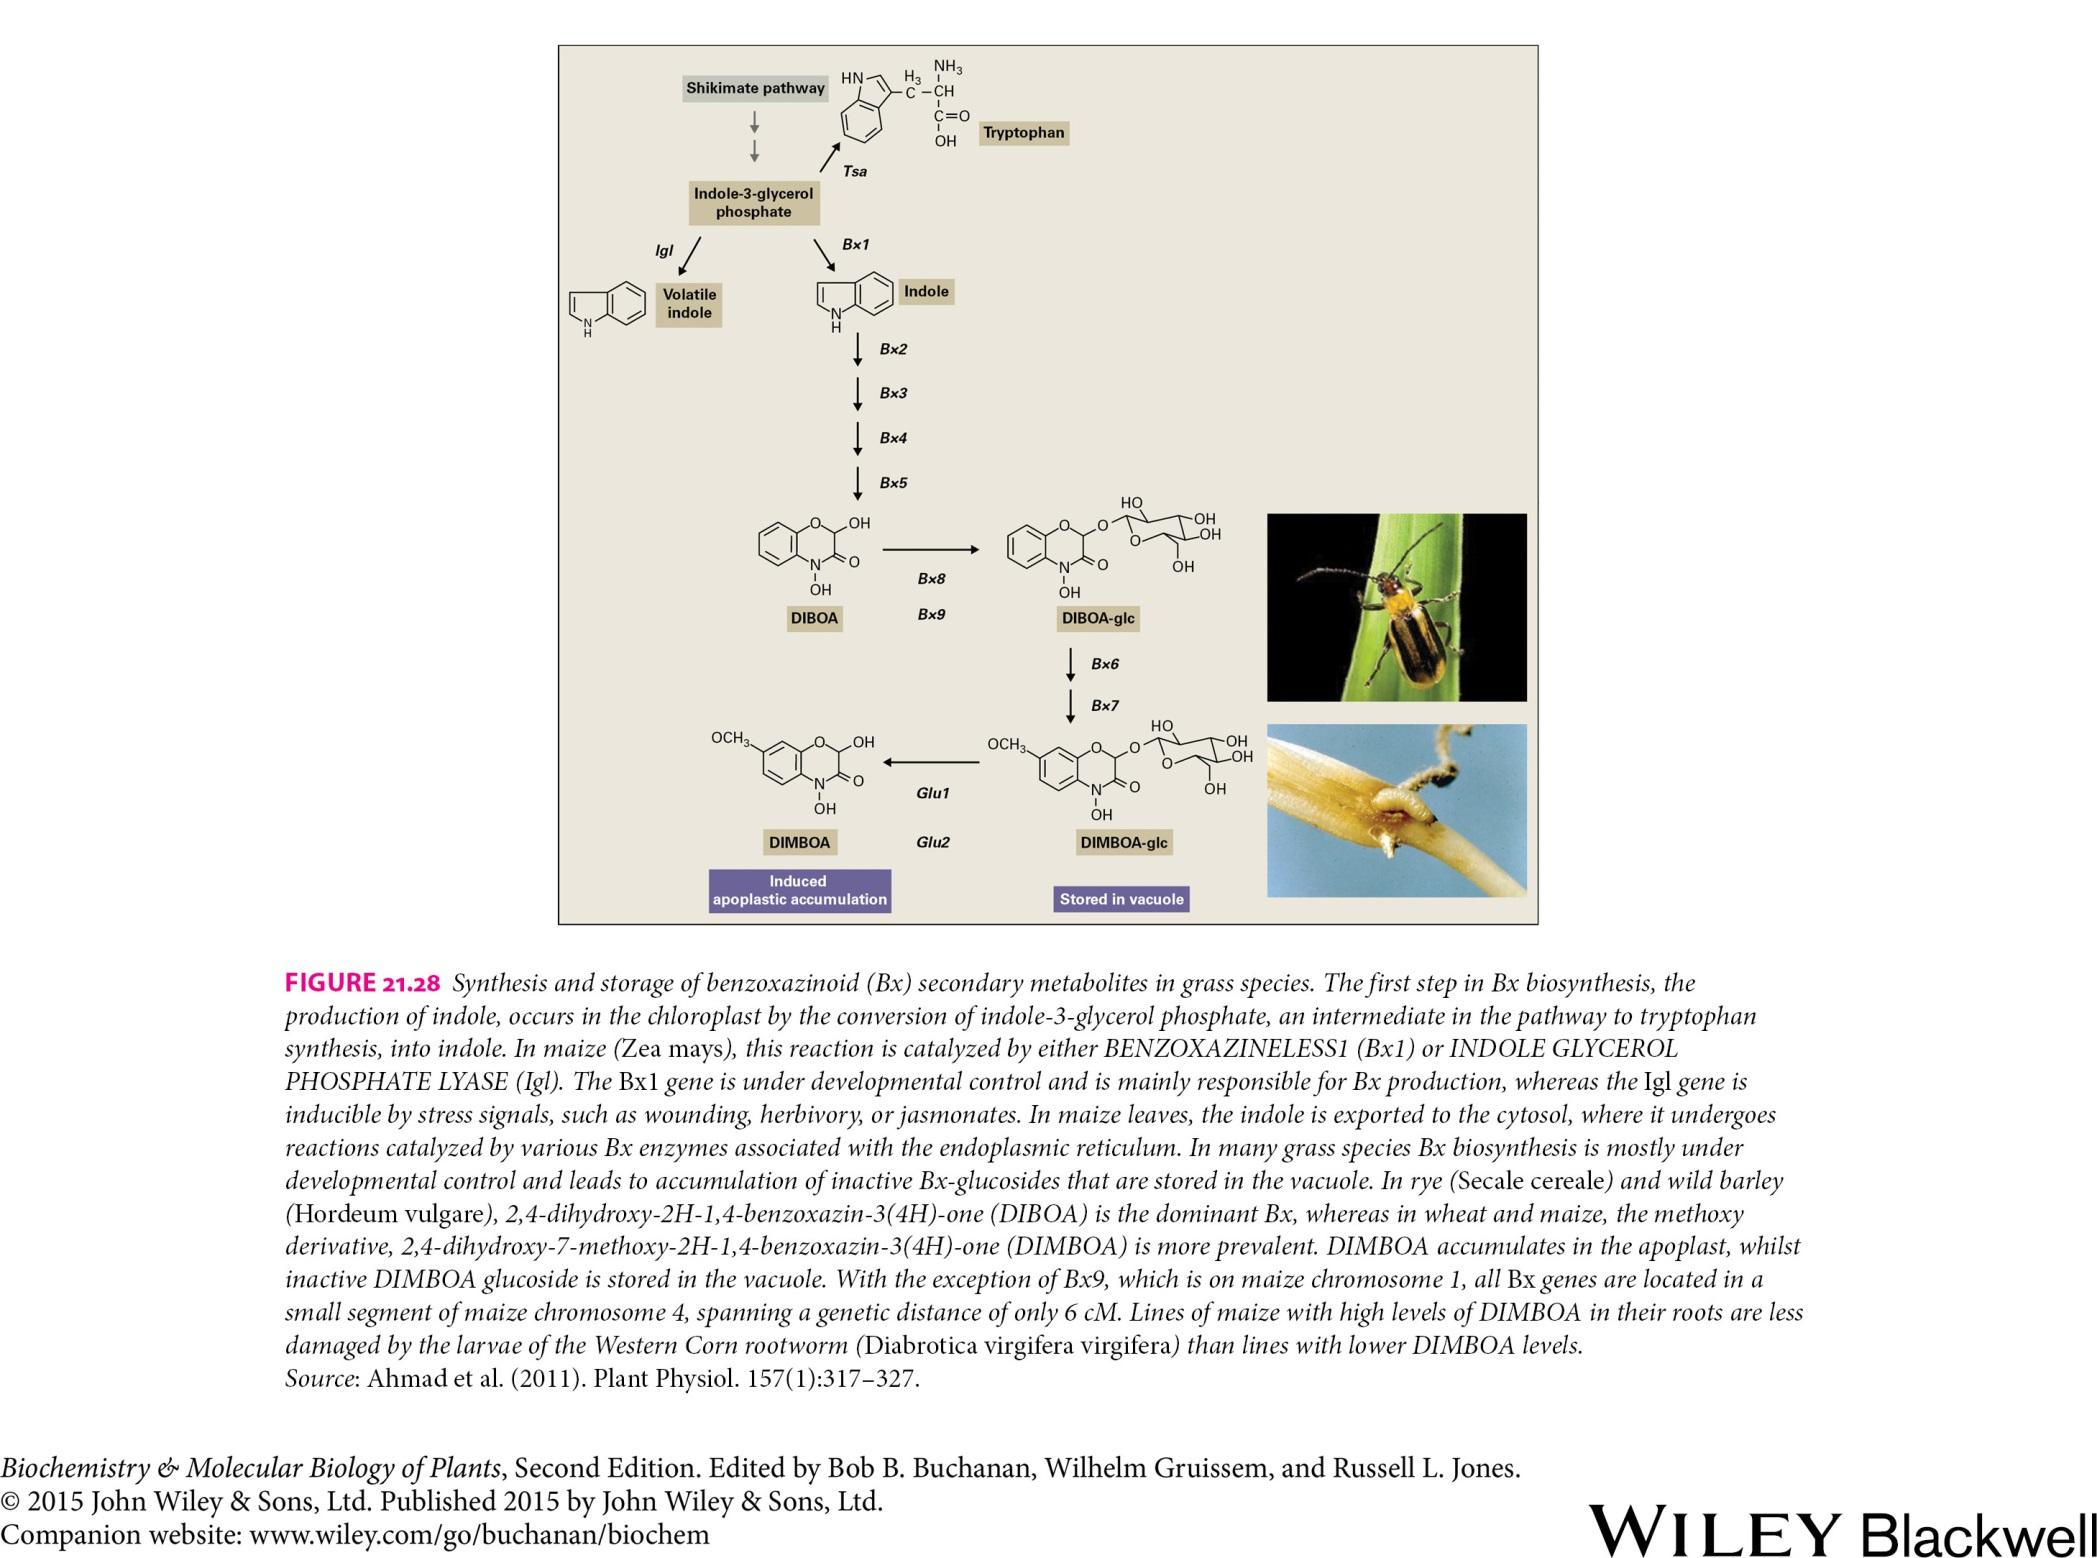 Shikimate pathway
HN
H3
C
NH3
CH
C=O
OH
Tryptophan
Tsa
Indole-3-glycerol
phosphate
Igl
Bx1
Volatile
indole
N
H
Indole
N
H
Bx2
Bx3
Bx4
Bx5
O
OH
N
O
OH
DIBOA
Bx8
Bx9
O
O
HO
OH
OH
O
OH
N
O
OH
DIBOA-glc
Bx6
Bx7
OCH3
O
OH
N
O
OH
DIMBOA
Induced
apoplastic accumulation
Glu1
Glu2
OCH3
O
O
HO
OH
OH
O
OH
N
O
OH
DIMBOA-glc
Stored in vacuole
FIGURE 21.28 Synthesis and storage of benzoxazinoid (Bx) secondary metabolites in grass species. The first step in Bx biosynthesis, the
production of indole, occurs in the chloroplast by the conversion of indole-3-glycerol phosphate, an intermediate in the pathway to tryptophan
synthesis, into indole. In maize (Zea mays), this reaction is catalyzed by either BENZOXAZINELESS1 (Bx1) or INDOLE GLYCEROL
PHOSPHATE LYASE (Igl). The Bx1 gene is under developmental control and is mainly responsible for Bx production, whereas the Igl gene is
inducible by stress signals, such as wounding, herbivory, or jasmonates. In maize leaves, the indole is exported to the cytosol, where it undergoes
reactions catalyzed by various Bx enzymes associated with the endoplasmic reticulum. In many grass species Bx biosynthesis is mostly under
developmental control and leads to accumulation of inactive Bx-glucosides that are stored in the vacuole. In rye (Secale cereale) and wild barley
(Hordeum vulgare), 2,4-dihydroxy-2H-1,4-benzoxazin-3(4H)-one (DIBOA) is the dominant Bx, whereas in wheat and maize, the methoxy
derivative, 2,4-dihydroxy-7-methoxy-2H-1,4-benzoxazin-3(4H)-one (DIMBOA) is more prevalent. DIMBOA accumulates in the apoplast, whilst
inactive DIMBOA glucoside is stored in the vacuole. With the exception of Bx9, which is on maize chromosome 1, all Bx genes are located in a
small segment of maize chromosome 4, spanning a genetic distance of only 6 cM. Lines of maize with high levels of DIMBOA in their roots are less
damaged by the larvae of the Western Corn rootworm (Diabrotica virgifera virgifera) than lines with lower DIMBOA levels.
Source: Ahmad et al. (2011). Plant Physiol. 157(1):317–327.
Biochemistry & Molecular Biology of Plants, Second Edition. Edited by Bob B. Buchanan, Wilhelm Gruissem, and Russell L. Jones.
© 2015 John Wiley & Sons, Ltd. Published 2015 by John Wiley & Sons, Ltd.
Companion website: www.wiley.com/go/buchanan/biochem
WILEY Blackwell